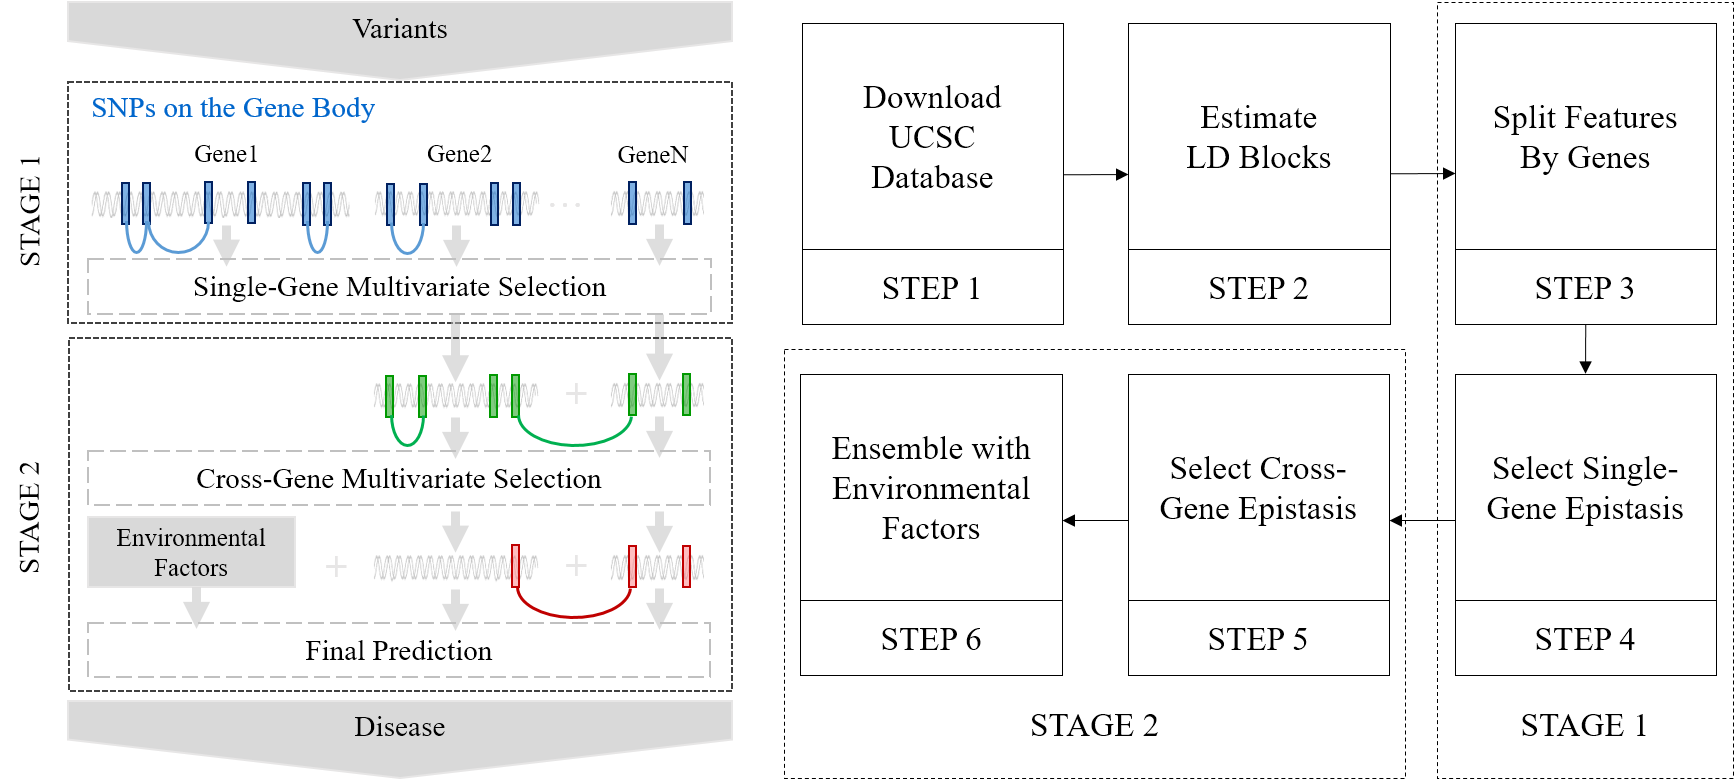 Variants
STAGE 1
SNPs on the Gene Body
Gene1
Gene2
GeneN
...
Single-Gene Multivariate Selection
STAGE 2
+
Cross-Gene Multivariate Selection
Environmental
Factors
+
+
Final Prediction
Disease
Download
UCSC
Database
STEP 1
Estimate
LD Blocks
STEP 2
Split Features
By Genes
STEP 3
Select Single-
Gene Epistasis
STEP 4
STAGE 1
Select Cross-
Gene Epistasis
STEP 5
Ensemble with
Environmental
Factors
STEP 6
STAGE 2